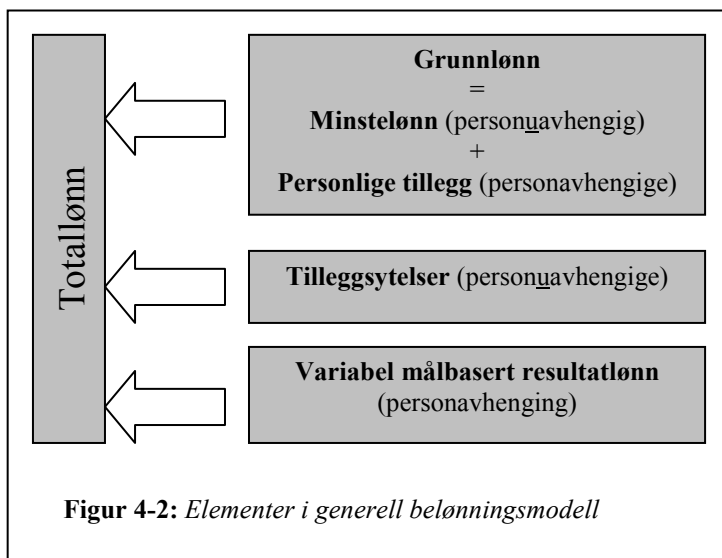 Totallønn
Grunnlønn
=
Minstelønn (personuavhengig)
+
Personlige tillegg (personavhengige)
Tilleggsytelser (personuavhengige)
Variabel målbasert resultatlønn
(personavhenging)
Figur 4-2: Elementer i generell belønningsmodell